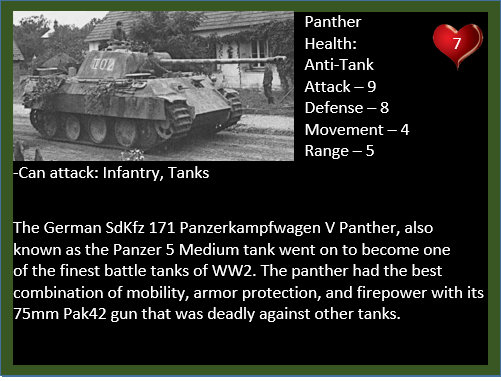 Panther
Health: 7
Anti-Tank
Attack – 9
Defense – 8
Movement – 4
Range – 5
-Can attack: Infantry, Tanks
The German SdKfz 171 Panzerkampfwagen V Panther, also
known as the Panzer 5 Medium tank went on to become one
of the finest battle tanks of WW2. The panther had the best
combination of mobility, armor protection, and firepower with its
75mm Pak42 gun that was deadly against other tanks.